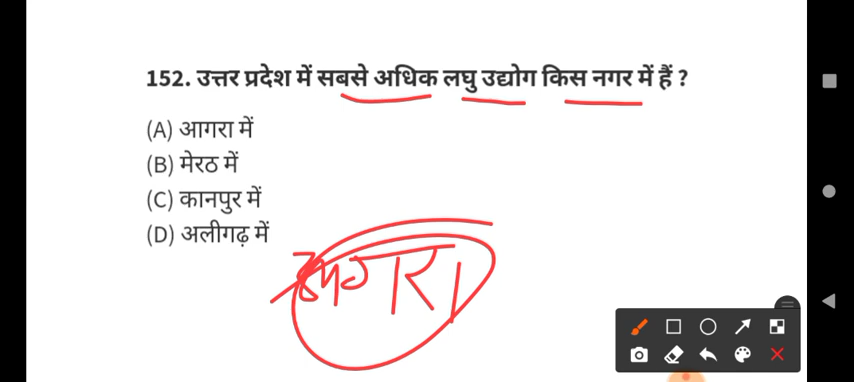 152. उत्तर प्रदेश में सबसे अधिक लघु उद्योग किस नगर में हैं ?
(A) आगरा में
(B) मेरठ में
(C) कानपुर में
(D) अलीगढ़ में
आगरा